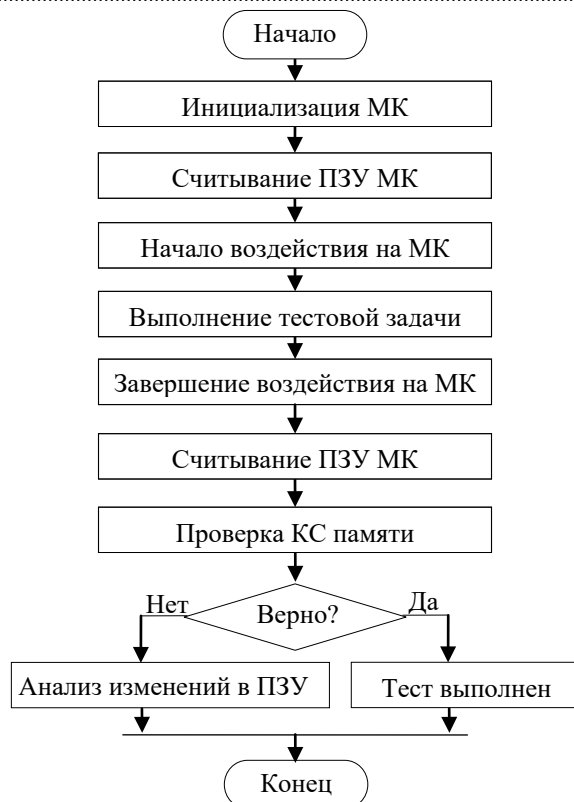 Начало
Инициализация МК
Считывание ПЗУ МК
Начало воздействия на МК
Выполнение тестовой задачи
Завершение воздействия на МК
Считывание ПЗУ МК
Проверка КС памяти
Нет
Верно?
Да
Анализ изменений в ПЗУ
Тест выполнен
Конец